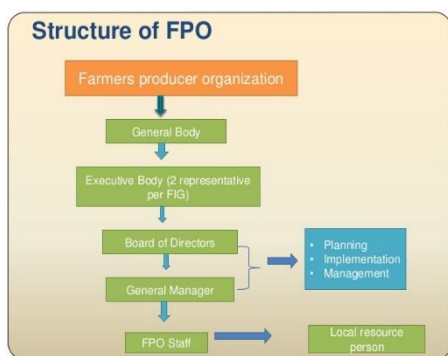 Structure of FPO
Farmers producer organization
General Body
Executive Body (2 representative
per FIG)
Board of Directors
• Planning
• Implementation
• Management
General Manager
FPO Staff
Local resource
person